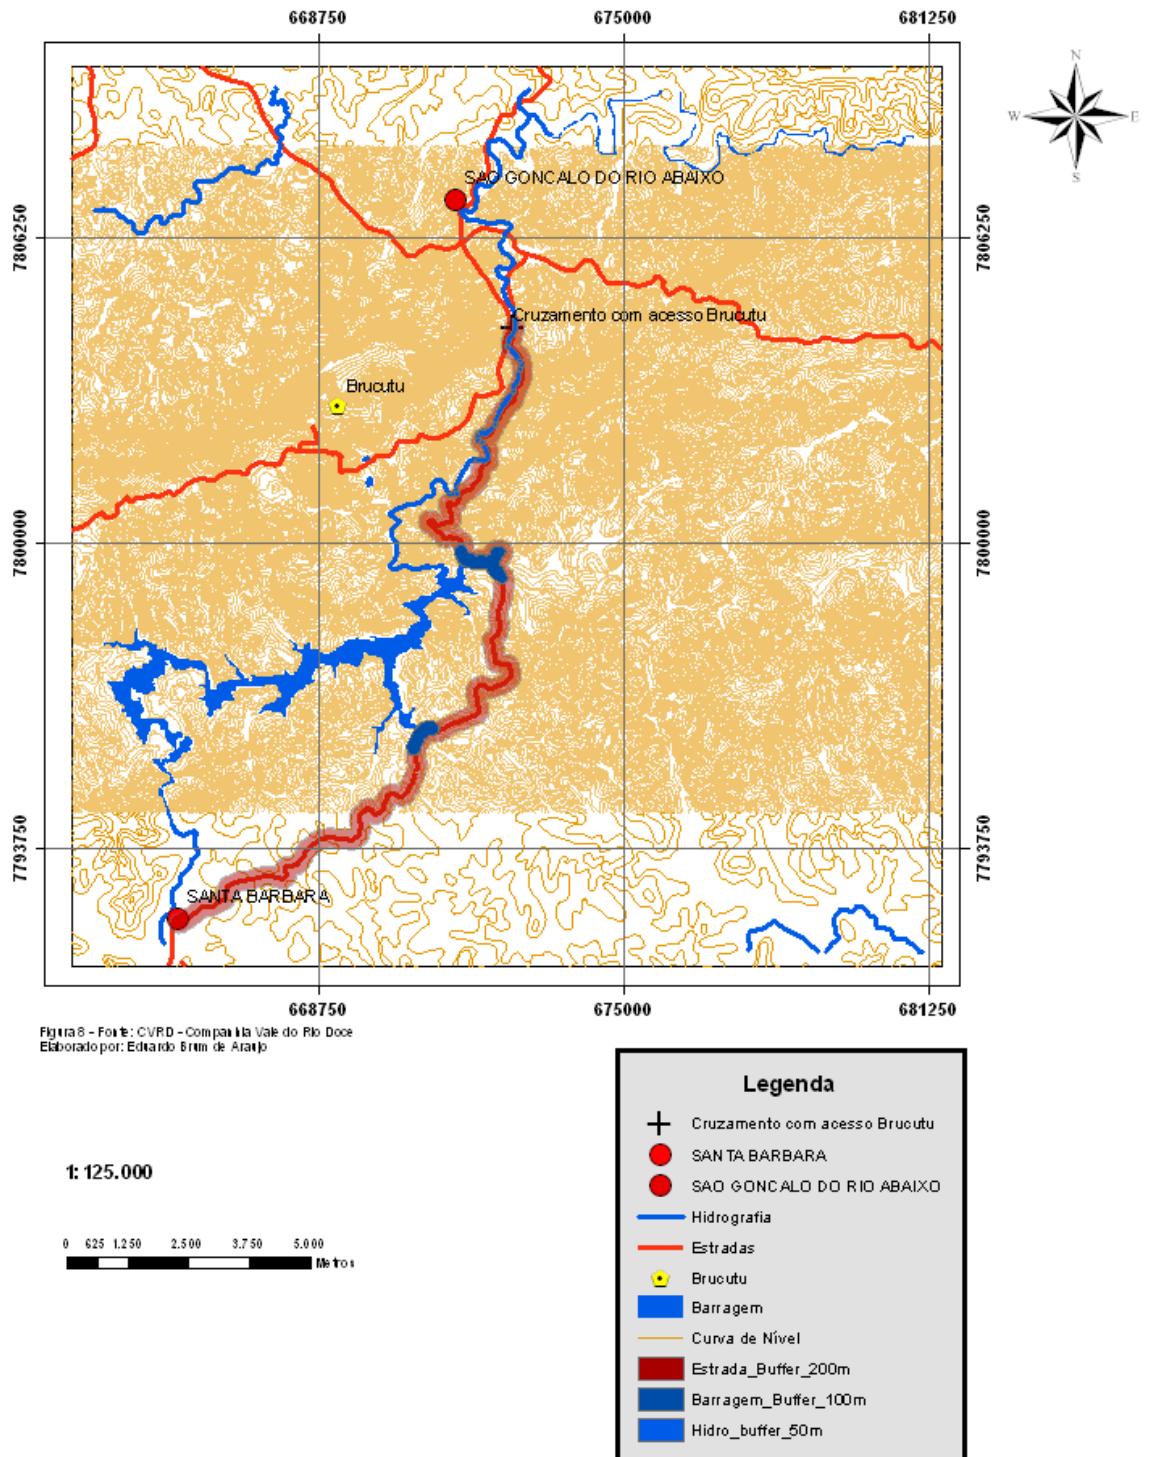 668750 675000 681250
N
W E
S
SAO GONCALO DO RIO ABAIXO
7806250 7806250
Cruzamento com acesso Brucutu
Brucutu
7800000 7800000
7793750 7793750
SANTA BARBARA
668750 675000 681250
Figura 8 - Fonte: CVRD - Companhia Vale do Rio Doce
Elaborado por: Eduardo Brum de Araujo
1: 125.000
0 625 1.250 2.500 3.750 5.000
Metros
Legenda
Cruzamento com acesso Brucutu
SANTA BARBARA
SAO GONCALO DO RIO ABAIXO
Hidrografia
Estradas
Brucutu
Barragem
Curva de Nível
Estrada_Buffer_200m
Barragem_Buffer_100m
Hidro_buffer_50m